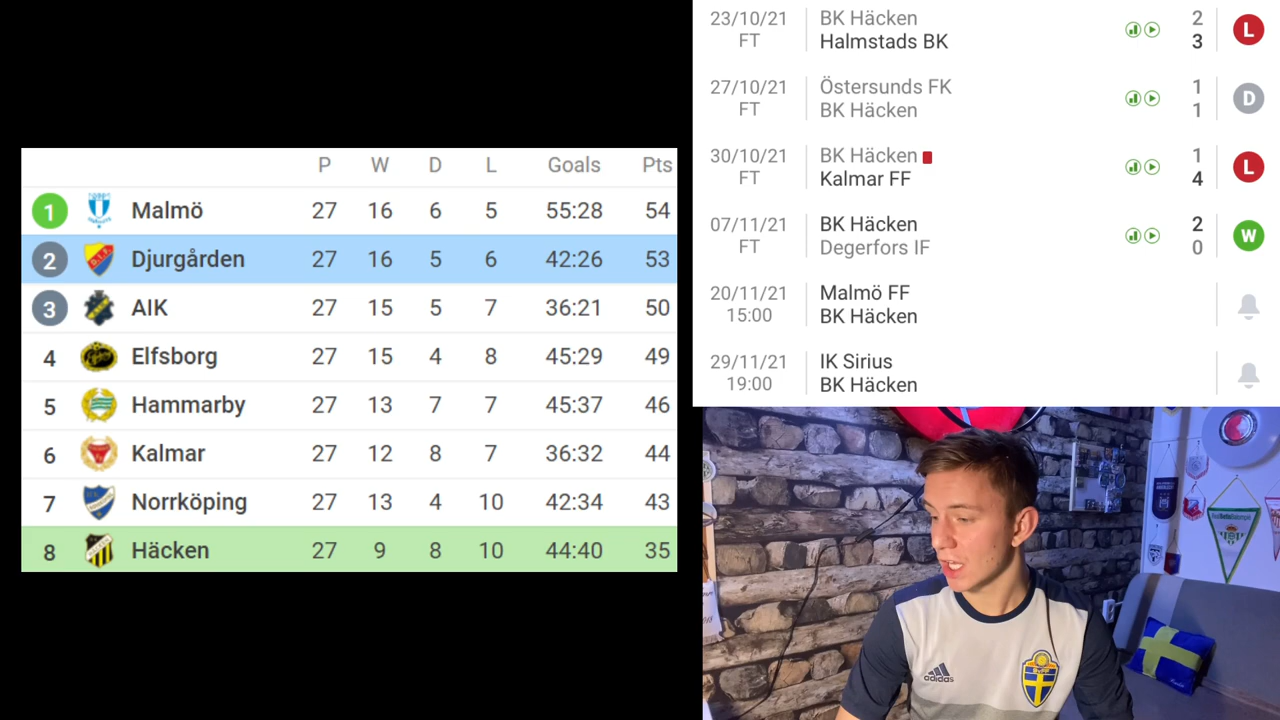 P W D L Goals Pts
1 Malmö 27 16 6 5 55:28 54
2 Djurgården 27 16 5 6 42:26 53
3 AIK 27 15 5 7 36:21 50
4 Elfsborg 27 15 4 8 45:29 49
5 Hammarby 27 13 7 7 45:37 46
6 Kalmar 27 12 8 7 36:32 44
7 Norrköping 27 13 4 10 42:34 43
8 Häcken 27 9 8 10 44:40 35
23/10/21 BK Häcken 2
FT Halmstads BK 3 L
27/10/21 Östersunds FK 1
FT BK Häcken 1 D
30/10/21 BK Häcken 1
FT Kalmar FF 4 L
07/11/21 BK Häcken 2
FT Degerfors IF 0 W
20/11/21 Malmö FF
15:00 BK Häcken
29/11/21 IK Sirius
19:00 BK Häcken
adidas